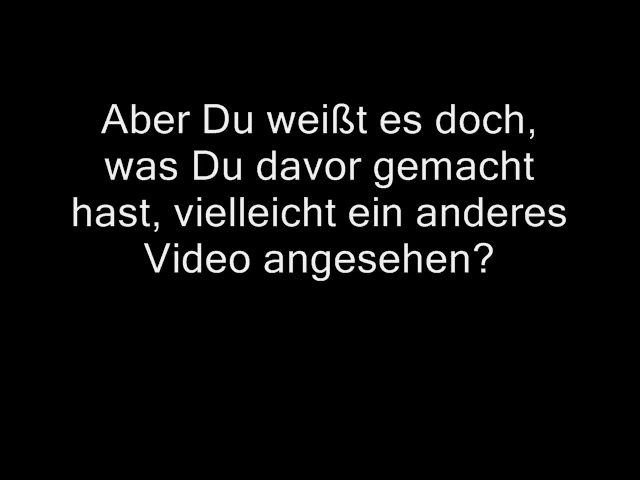 Aber Du weißt es doch,
was Du davor gemacht
hast, vielleicht ein anderes
Video angesehen?